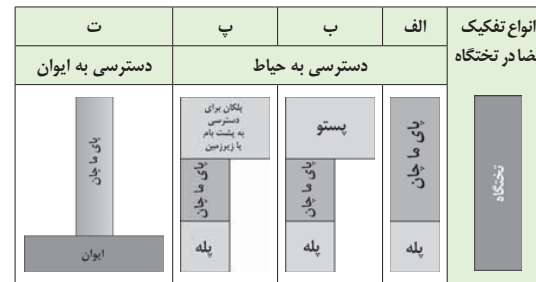 انواع تفکیک
ضا در تختگاه
الف
ب
پ
ت
دسترسی به حیاط
دسترسی به ایوان
تختگاه
پای ما چان
پله
پستو
پای ما چان
پله
پلکان برای
دسترسی
به پشت بام
یا زیرزمین
پای ما چان
پله
پای ما چان
ایوان